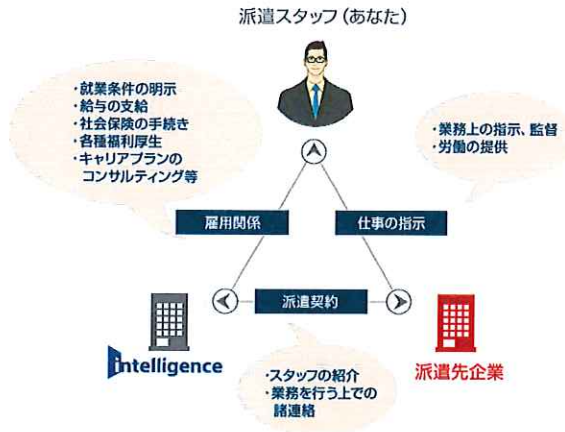 派遣スタッフ（あなた）
・就業条件の明示
・給与の支給
・社会保険の手続き
・各種福利厚生
・キャリアプランの
コンサルティング等
・業務上の指示、監督
・労働の提供
雇用関係
仕事の指示
派遣契約
intelligence
派遣先企業
・スタッフの紹介
・業務を行う上での
諸連絡